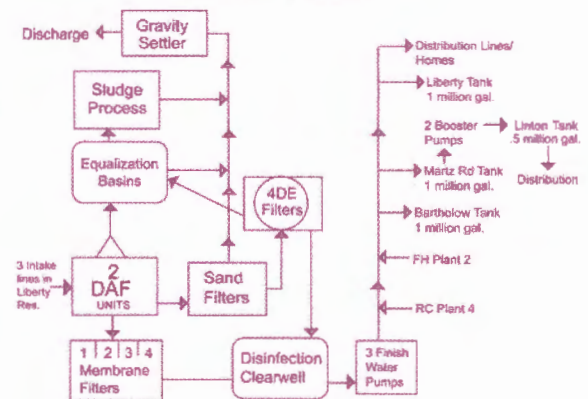 Discharge
Gravity
Settler
Sludge
Process
Equalization
Basins
4DE
Filters
3 Intake
lines in
Liberty
Res.
2
DAF
UNITS
Sand
Filters
1 2 3 4
Membrane
Filters
Disinfection
Clearwell
3 Finish
Water
Pumps
Distribution Lines/
Homes
Liberty Tank
1 million gal.
2 Booster
Pumps
Linton Tank
.5 million gal.
Martz Rd Tank
1 million gal.
Distribution
Bartholow Tank
1 million gal.
FH Plant 2
RC Plant 4